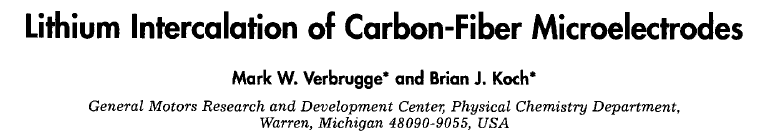 Lithium Intercalation of Carbon-Fiber Microelectrodes
Mark W. Verbrugge* and Brian J. Koch*
General Motors Research and Development Center, Physical Chemistry Department,
Warren, Michigan 48090-9055, USA